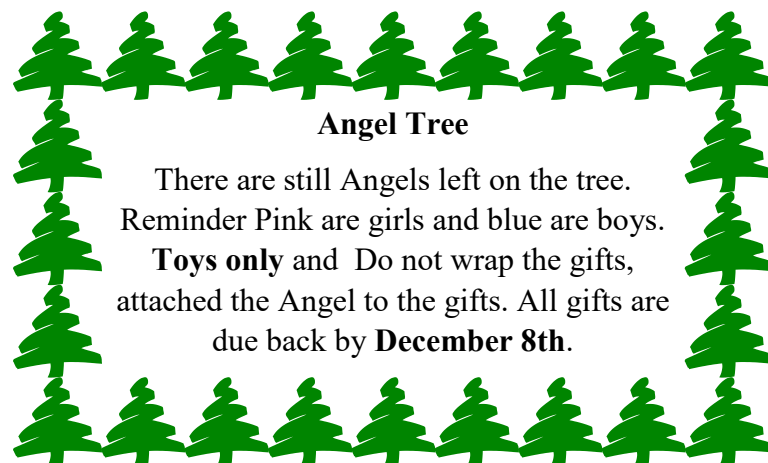 Angel Tree
There are still Angels left on the tree.
Reminder Pink are girls and blue are boys.
Toys only and  Do not wrap the gifts,
attached the Angel to the gifts. All gifts are
due back by December 8th.